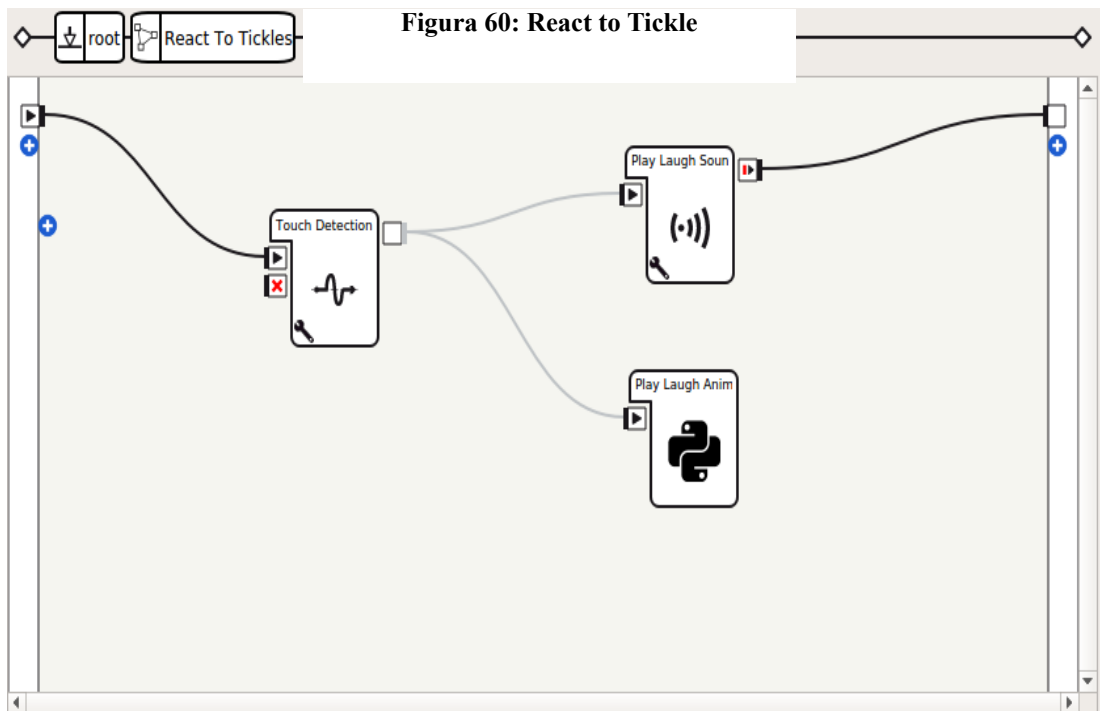 Figura 60: React to Tickle
root
React To Tickles
Play Laugh Soun
Touch Detection
Play Laugh Anim